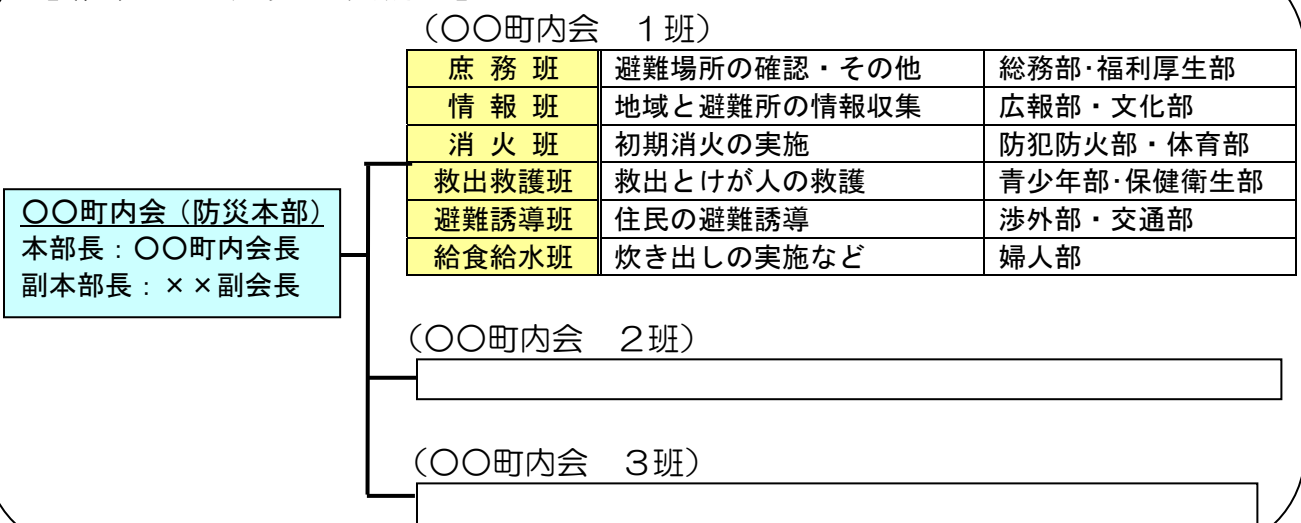 (〇〇町内会　1班)
庶 務 班　避難場所の確認・その他　総務部･福利厚生部
情 報 班　地域と避難所の情報収集　広報部・文化部
消 火 班　初期消火の実施　防犯防火部・体育部
救出救護班　救出とけが人の救護　青少年部･保健衛生部
避難誘導班　住民の避難誘導　渉外部・交通部
給食給水班　炊き出しの実施など　婦人部
〇〇町内会（防災本部）
本部長：〇〇町内会長
副本部長：××副会長
(〇〇町内会　2班)
(〇〇町内会　3班)